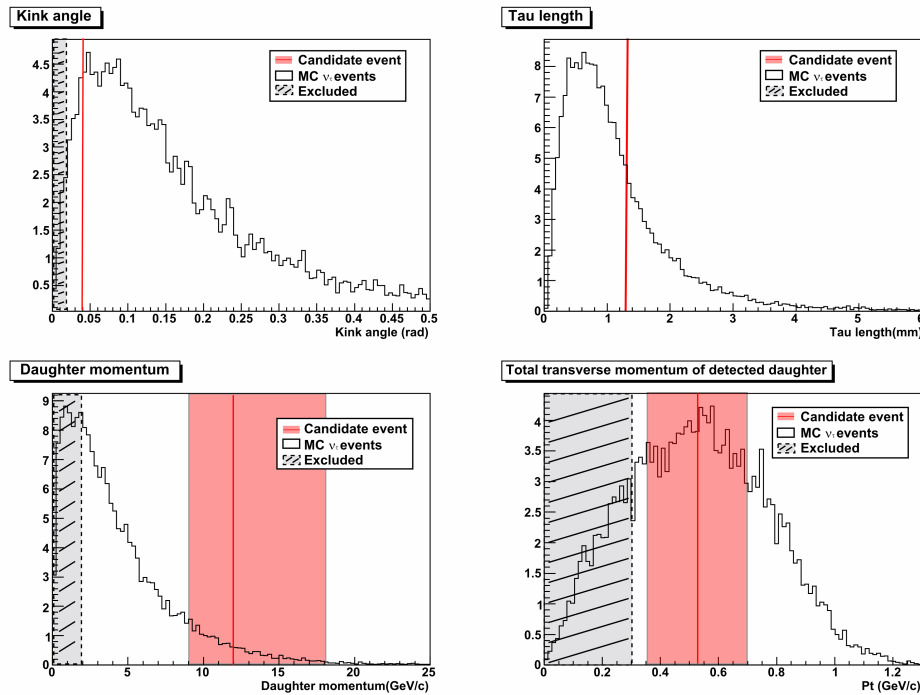 Kink angle
Candidate event
MC ντ events
Excluded
4.5
4
3.5
3
2.5
2
1.5
1
0.5
0 0.05 0.1 0.15 0.2 0.25 0.3 0.35 0.4 0.45 0.5
Kink angle (rad)
Tau length
Candidate event
MC ντ events
Excluded
8
7
6
5
4
3
2
1
0
0 1 2 3 4 5 6
Tau length(mm)
Daughter momentum
Candidate event
MC ντ events
Excluded
9
8
7
6
5
4
3
2
1
0
0 5 10 15 20 25
Daughter momentum(GeV/c)
Total transverse momentum of detected daughter
Candidate event
MC ντ events
Excluded
4
3.5
3
2.5
2
1.5
1
0.5
0
0 0.2 0.4 0.6 0.8 1 1.2
Pt (GeV/c)